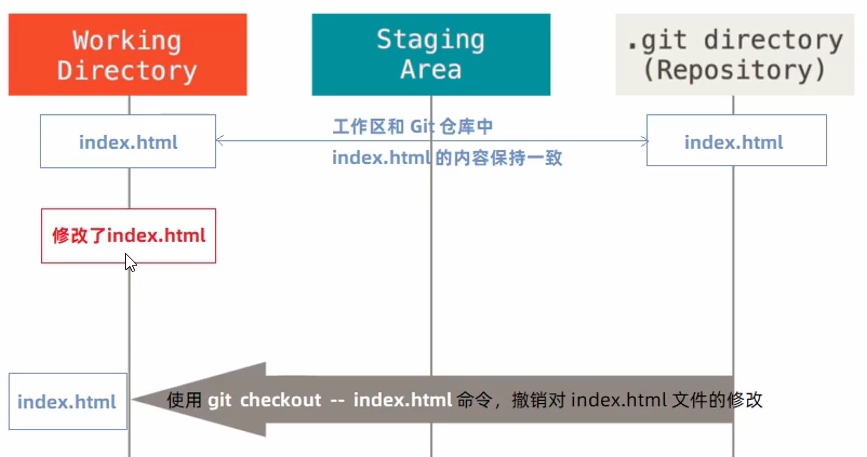 Working
Directory
Staging
Area
.git directory
(Repository)
index.html
工作区和 Git 仓库中
index.html 的内容保持一致
index.html
修改了index.html
index.html
使用 git checkout -- index.html 命令，撤销对 index.html 文件的修改